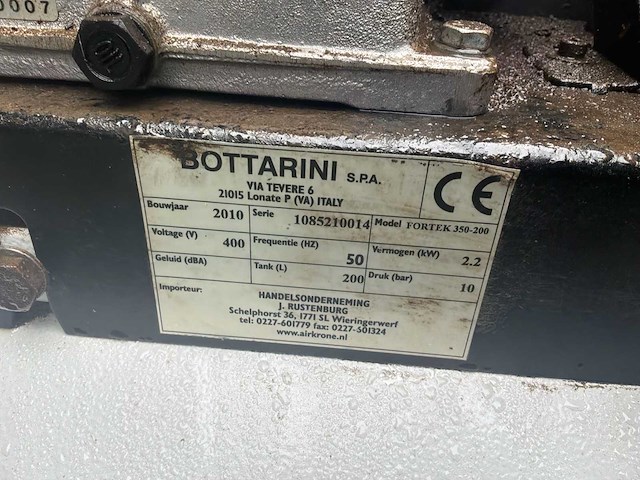 0007
BOTTARINI S.P.A.
VIA TEVERE 6
21015 Lonate P (VA) ITALY
CE
Bouwjaar 2010 Serie 1085210014 Model FORTEK 350-200
Voltage (V) 400 Frequentie (HZ) 50 Vermogen (kW) 2.2
Geluid (dBA) Tank (L) 200 Druk (bar) 10
Importeur:
HANDELSONDERNEMING
J. RUSTENBURG
Schelphorst 36, 1771 SL Wieringerwerf
tel: 0227-601779 fax: 0227-501324
www.airkrone.nl